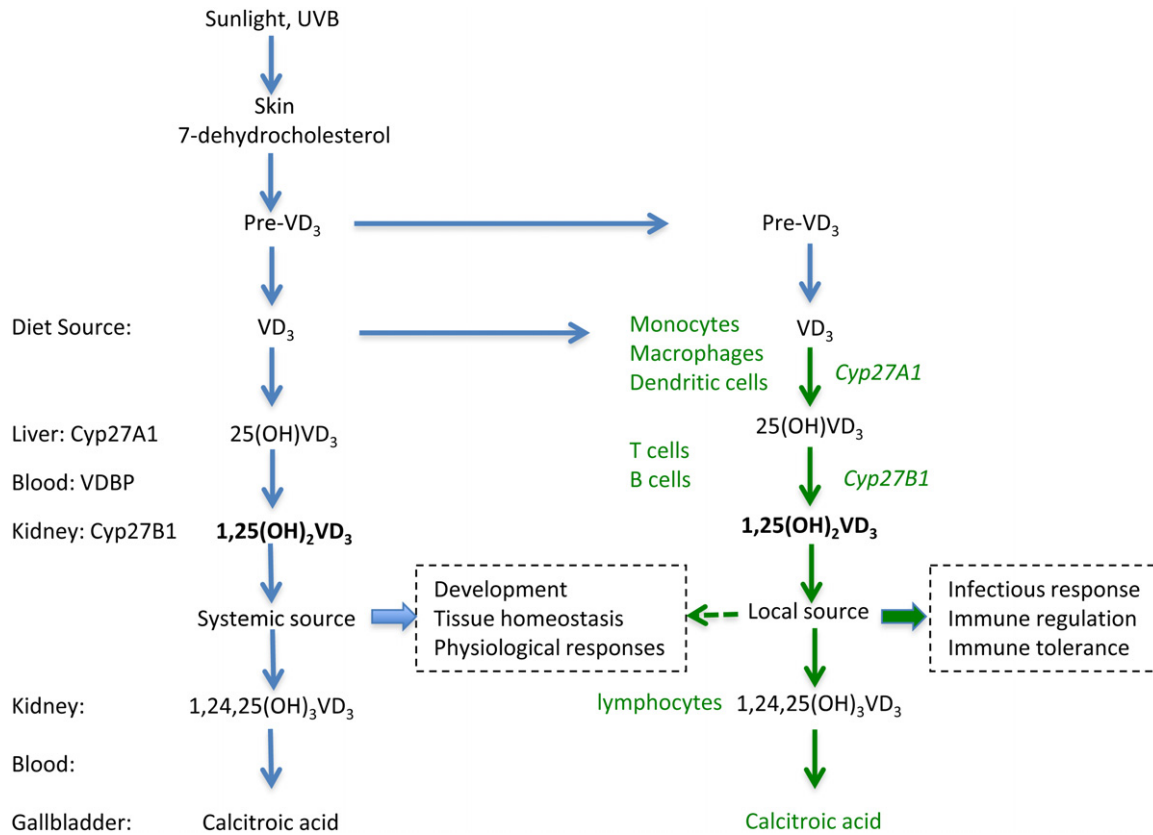 Sunlight, UVB
Skin
7-dehydrocholesterol
Pre-VD₃
Pre-VD₃
Diet Source:
VD₃
Monocytes
Macrophages
Dendritic cells
VD₃
Cyp27A1
Liver: Cyp27A1
25(OH)VD₃
25(OH)VD₃
Blood: VDBP
T cells
B cells
Cyp27B1
Kidney: Cyp27B1
1,25(OH)₂VD₃
1,25(OH)₂VD₃
Systemic source
Development
Tissue homeostasis
Physiological responses
Local source
Infectious response
Immune regulation
Immune tolerance
Kidney:
1,24,25(OH)₃VD₃
lymphocytes
1,24,25(OH)₃VD₃
Blood:
Gallbladder:
Calcitroic acid
Calcitroic acid